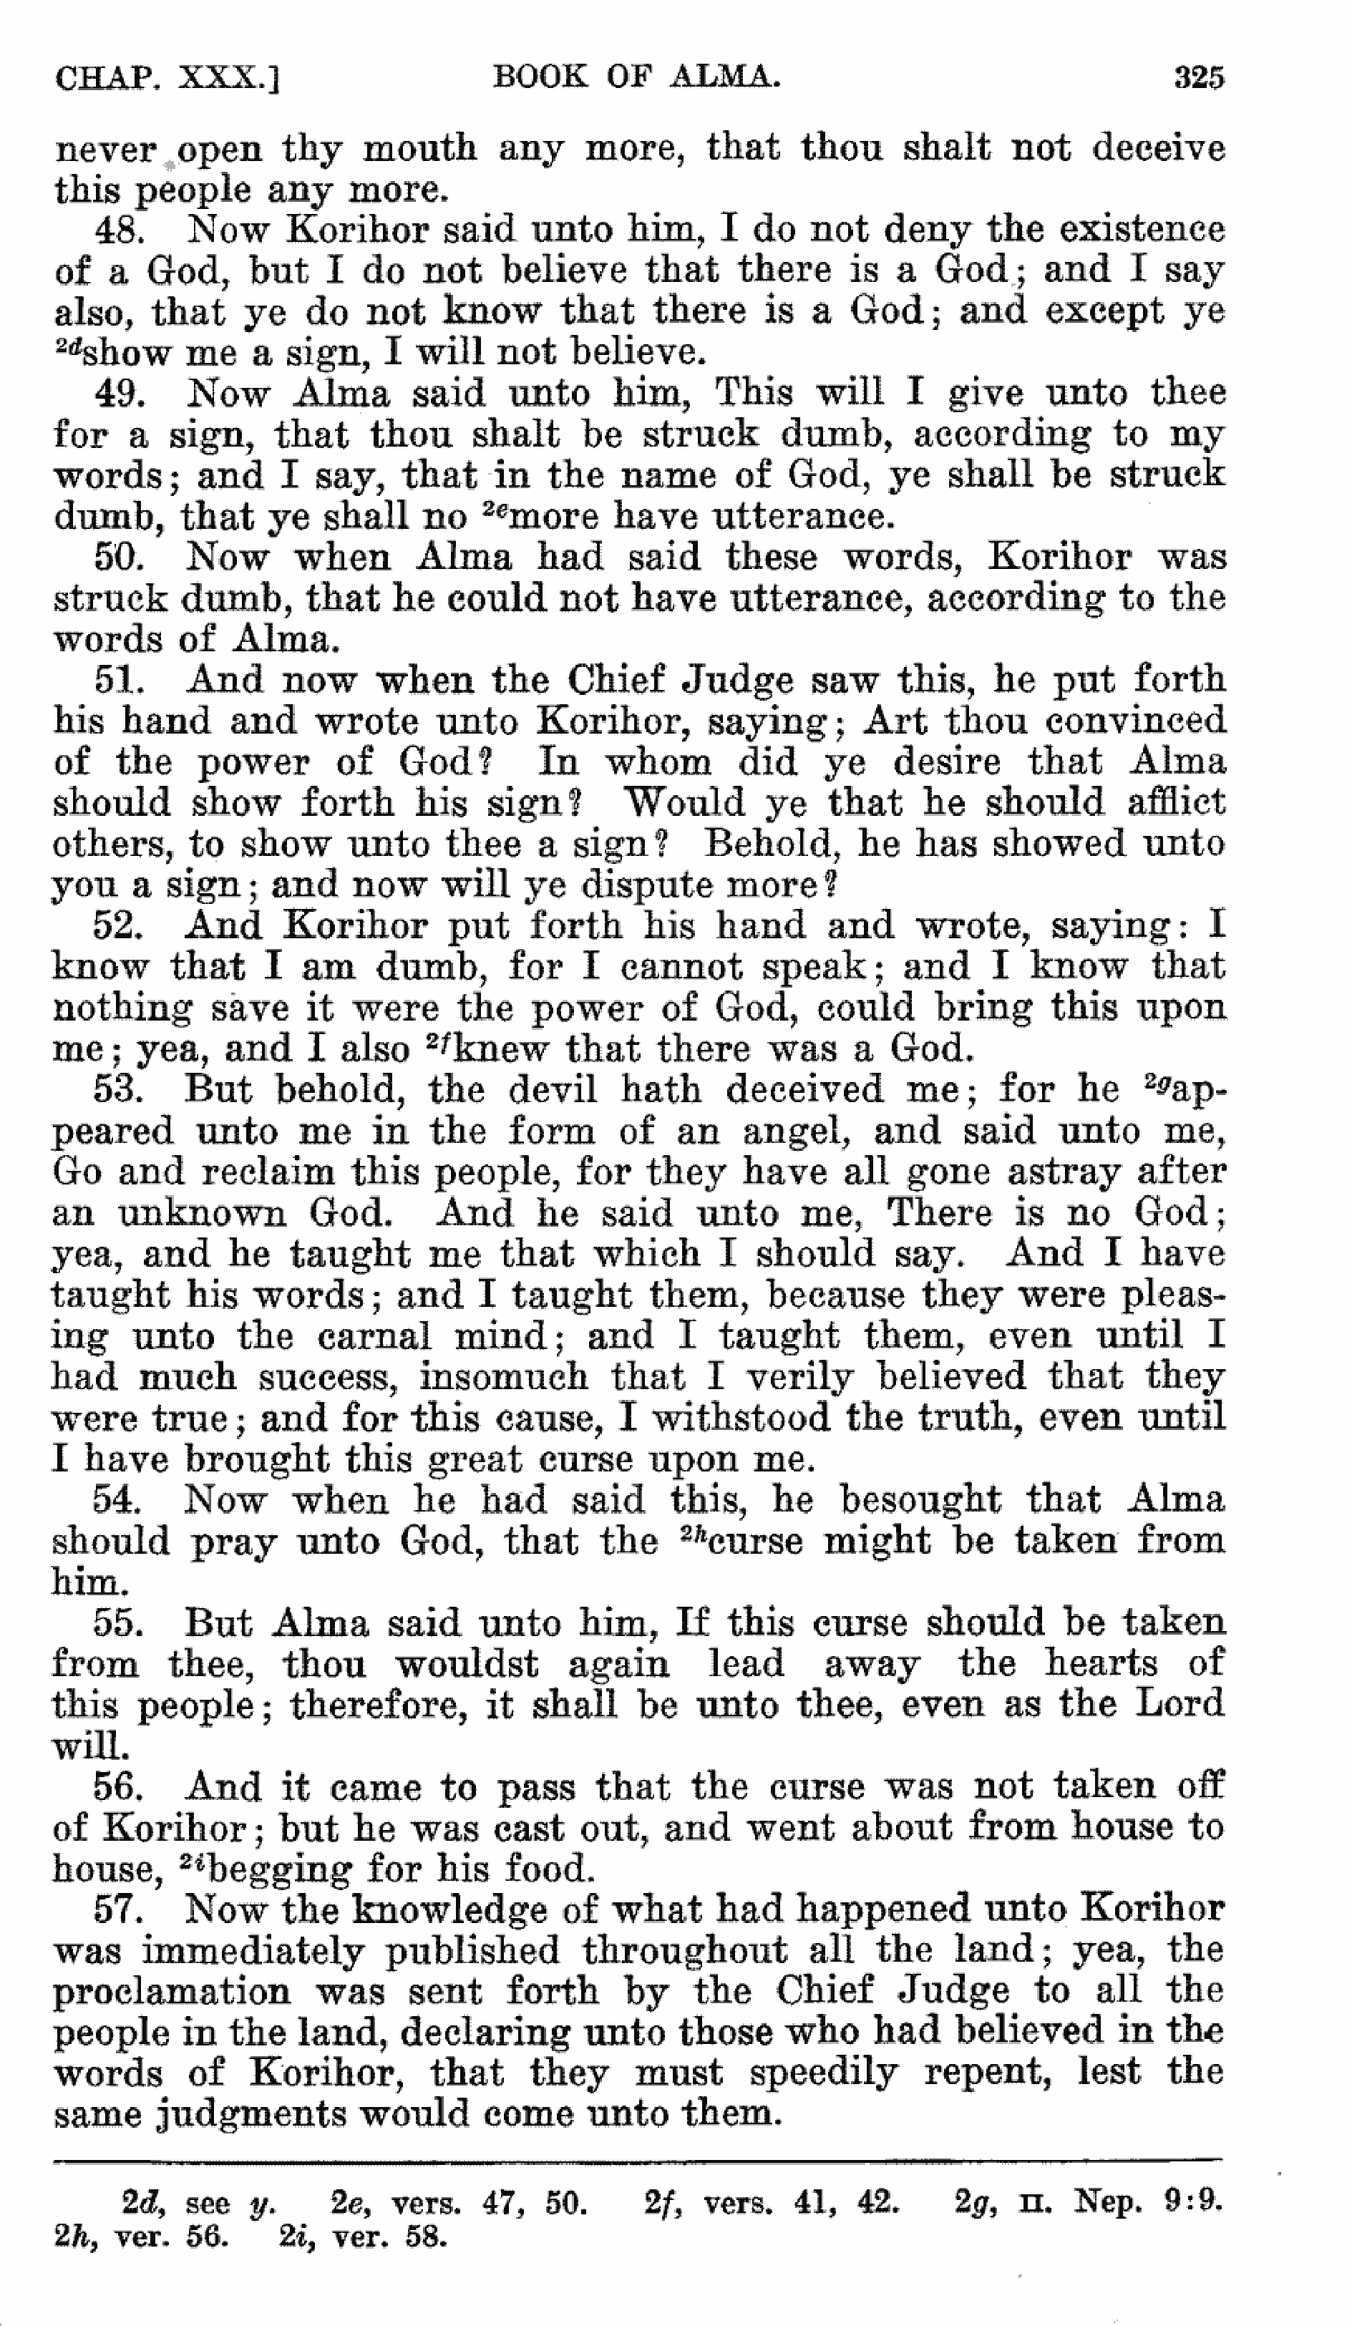 CHAP. XXX.] BOOK OF ALMA. 325
never open thy mouth any more, that thou shalt not deceive
this people any more.
48. Now Korihor said unto him, I do not deny the existence
of a God, but I do not believe that there is a God; and I say
also, that ye do not know that there is a God; and except ye
2dshow me a sign, I will not believe.
49. Now Alma said unto him, This will I give unto thee
for a sign, that thou shalt be struck dumb, according to my
words; and I say, that in the name of God, ye shall be struck
dumb, that ye shall no 2emore have utterance.
50. Now when Alma had said these words, Korihor was
struck dumb, that he could not have utterance, according to the
words of Alma.
51. And now when the Chief Judge saw this, he put forth
his hand and wrote unto Korihor, saying; Art thou convinced
of the power of God? In whom did ye desire that Alma
should show forth his sign? Would ye that he should afflict
others, to show unto thee a sign? Behold, he has showed unto
you a sign; and now will ye dispute more?
52. And Korihor put forth his hand and wrote, saying: I
know that I am dumb, for I cannot speak; and I know that
nothing save it were the power of God, could bring this upon
me; yea, and I also 2fknew that there was a God.
53. But behold, the devil hath deceived me; for he 2gap-
peared unto me in the form of an angel, and said unto me,
Go and reclaim this people, for they have all gone astray after
an unknown God. And he said unto me, There is no God;
yea, and he taught me that which I should say. And I have
taught his words; and I taught them, because they were pleas-
ing unto the carnal mind; and I taught them, even until I
had much success, insomuch that I verily believed that they
were true; and for this cause, I withstood the truth, even until
I have brought this great curse upon me.
54. Now when he had said this, he besought that Alma
should pray unto God, that the 2hcurse might be taken from
him.
55. But Alma said unto him, If this curse should be taken
from thee, thou wouldst again lead away the hearts of
this people; therefore, it shall be unto thee, even as the Lord
will.
56. And it came to pass that the curse was not taken off
of Korihor; but he was cast out, and went about from house to
house, 2ibegging for his food.
57. Now the knowledge of what had happened unto Korihor
was immediately published throughout all the land; yea, the
proclamation was sent forth by the Chief Judge to all the
people in the land, declaring unto those who had believed in the
words of Korihor, that they must speedily repent, lest the
same judgments would come unto them.
2d, see y. 2e, vers. 47, 50. 2f, vers. 41, 42. 2g, II. Nep. 9:9.
2h, ver. 56. 2i, ver. 58.